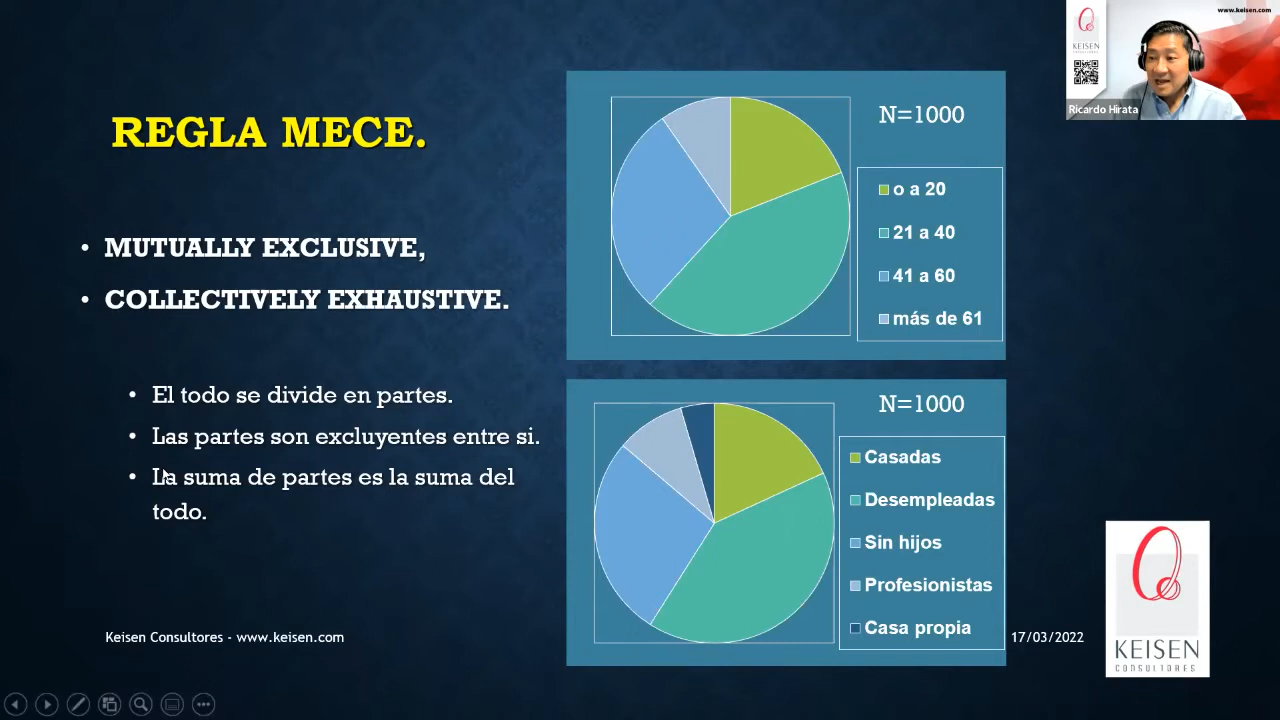 www.keisen.com
KEISEN
CONSULTORES
Ricardo Hirata
REGLA MECE.
• MUTUALLY EXCLUSIVE,
• COLLECTIVELY EXHAUSTIVE.
• El todo se divide en partes.
• Las partes son excluyentes entre si.
• La suma de partes es la suma del
todo.
N=1000
o a 20
21 a 40
41 a 60
más de 61
N=1000
Casadas
Desempleadas
Sin hijos
Profesionistas
Casa propia
Keisen Consultores - www.keisen.com
17/03/2022
KEISEN
CONSULTORES